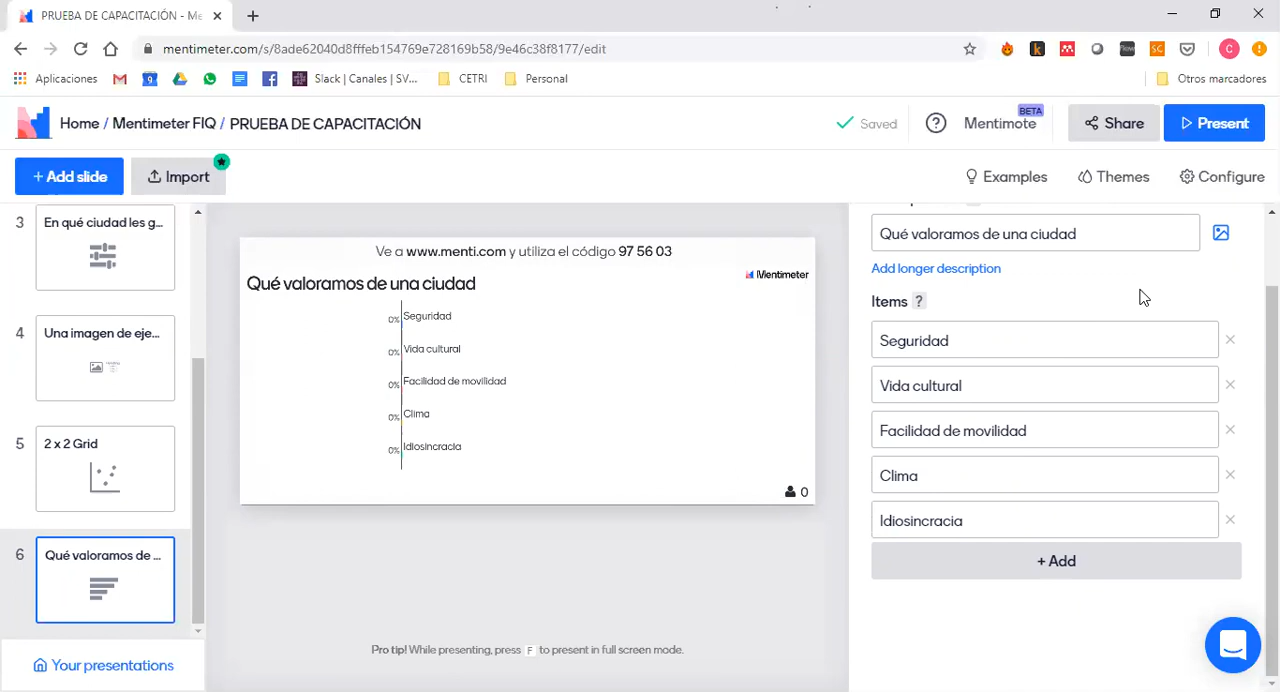 PRUEBA DE CAPACITACIÓN - Me
mentimeter.com/s/8ade62040d8fffeb154769e728169b58/9e46c38f8177/edit
Aplicaciones
Slack | Canales | SV...
CETRI
Personal
Otros marcadores
Home / Mentimeter FIQ / PRUEBA DE CAPACITACIÓN
Saved
?
Mentimote
BETA
Share
Present
+ Add slide
Import
Examples
Themes
Configure
3 En qué ciudad les g...
4 Una imagen de eje...
5 2 x 2 Grid
6 Qué valoramos de ...
Your presentations
Ve a www.menti.com y utiliza el código 97 56 03
Qué valoramos de una ciudad
Mentimeter
0% Seguridad
0% Vida cultural
0% Facilidad de movilidad
0% Clima
0% Idiosincracia
0
Pro tip! While presenting, press F to present in full screen mode.
Qué valoramos de una ciudad
Add longer description
Items ?
Seguridad
Vida cultural
Facilidad de movilidad
Clima
Idiosincracia
+ Add